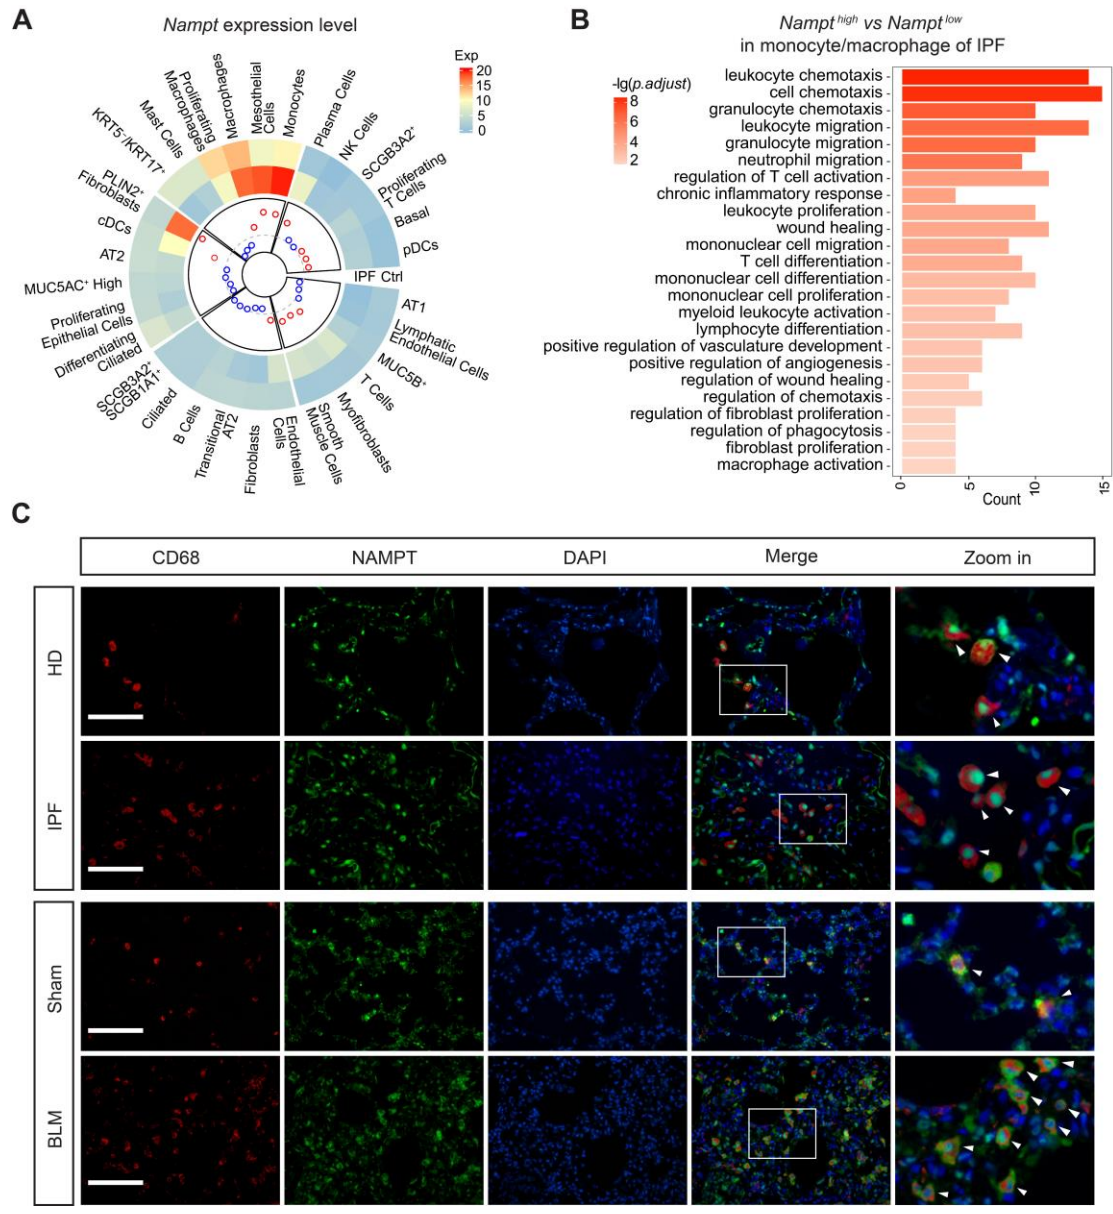 A
Nampt expression level
Exp
20
15
10
5
0
Plasma Cells
NK Cells
SCGB3A2⁺
Proliferating
T Cells
Basal
pDCs
IPF Ctrl
AT1
Lymphatic
Endothelial Cells
MUC5B⁺
T Cells
Myofibroblasts
Smooth
Muscle Cells
Endothelial
Cells
Fibroblasts
Transitional
AT2
B Cells
Ciliated
SCGB3A2⁺
SCGB1A1⁺
Differentiating
Ciliated
Proliferating
Epithelial Cells
MUC5AC⁺ High
AT2
cDCs
PLIN2⁺
Fibroblasts
KRT5⁻/KRT17⁺
Mast Cells
Proliferating
Macrophages
Macrophages
Mesothelial
Cells
Monocytes
B
Nampt high vs Nampt low
in monocyte/macrophage of IPF
-lg(p.adjust)
8
6
4
2
leukocyte chemotaxis
cell chemotaxis
granulocyte chemotaxis
leukocyte migration
granulocyte migration
neutrophil migration
regulation of T cell activation
chronic inflammatory response
leukocyte proliferation
wound healing
mononuclear cell migration
T cell differentiation
mononuclear cell differentiation
mononuclear cell proliferation
myeloid leukocyte activation
lymphocyte differentiation
positive regulation of vasculature development
positive regulation of angiogenesis
regulation of wound healing
regulation of chemotaxis
regulation of fibroblast proliferation
regulation of phagocytosis
fibroblast proliferation
macrophage activation
0 5 10 15
Count
C
CD68 NAMPT DAPI Merge Zoom in
HD
IPF
Sham
BLM